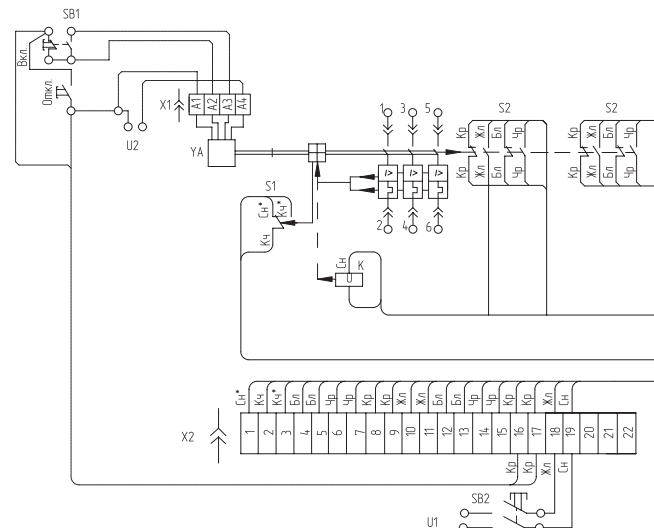 SB1
Вкл.
Откл.
U2
X1
A1 A2 A3 A4
YA
1 3 5
I> I> I>
2 4 6
S2 S2
Кр Жл Бл Чр Кр Жл Бл Чр
Кр Жл Бл Чр Кр Жл Бл Чр
S1
Сн* Кч*
Кч
Сн K
U
Сн* Кч Кч* Бл Бл Чр Чр Кр Кр Жл Жл Бл Бл Чр Чр Кр Кр Жл Сн
X2
1 2 3 4 5 6 7 8 9 10 11 12 13 14 15 16 17 18 19 20 21 22
Кр Кр Жл Сн
SB2
U1